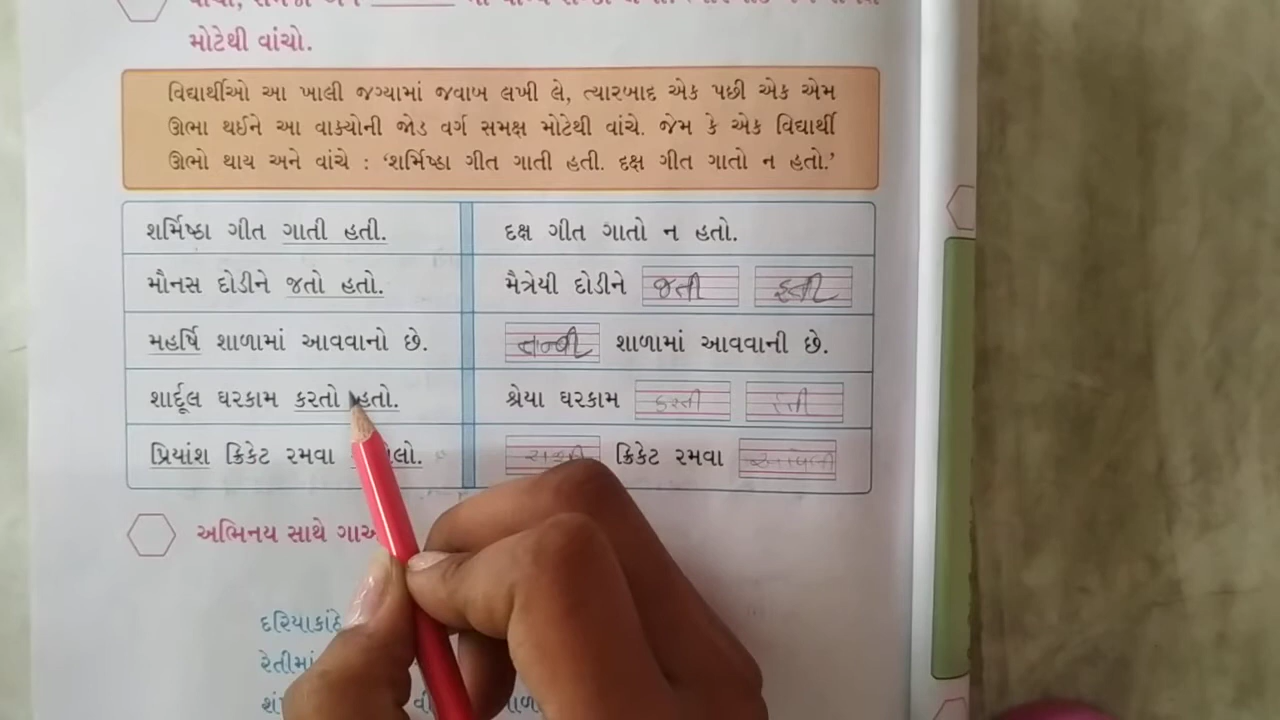 મોટેથી વાંચો.
વિદ્યાર્થીઓ આ ખાલી જગ્યામાં જવાબ લખી લે, ત્યારબાદ એક પછી એક એમ
ઊભા થઈને આ વાક્યોની જોડ વર્ગ સમક્ષ મોટેથી વાંચે. જેમ કે એક વિદ્યાર્થી
ઊભો થાય અને વાંચે : ‘શર્મિષ્ઠા ગીત ગાતી હતી. દક્ષ ગીત ગાતો ન હતો.’
શર્મિષ્ઠા ગીત ગાતી હતી. દક્ષ ગીત ગાતો ન હતો.
મૌનસ દોડીને જતો હતો. મૈત્રેયી દોડીને જતી હતી
મહર્ષિ શાળામાં આવવાનો છે. તન્વી શાળામાં આવવાની છે.
શાર્દૂલ ઘરકામ કરતો હતો. શ્રેયા ઘરકામ કરતી
પ્રિયાંશ ક્રિકેટ રમવા ક્રિકેટ રમવા આવેલી
અભિનય સાથે
દરિયાકાંઠે
રેતીમાં